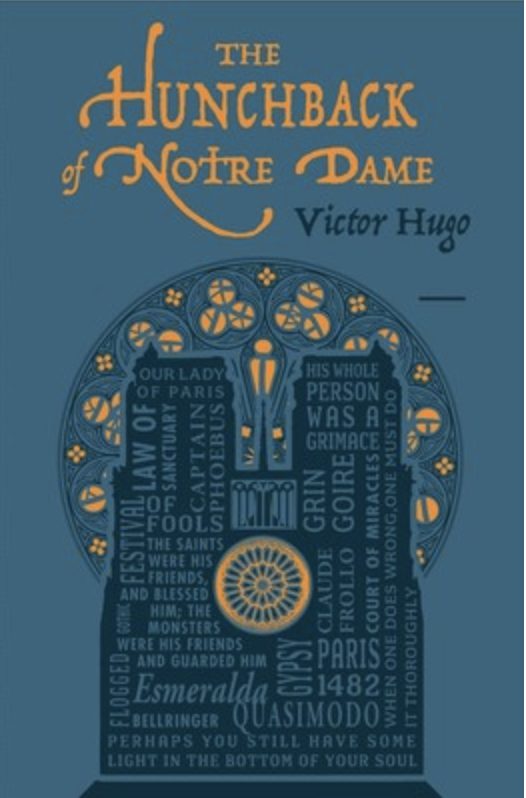 THE
HUNCHBACK
of NOTRE DAME
Victor Hugo
OUR LADY
OF PARIS
LAW OF
SANCTUARY
CAPTAIN
PHOEBUS
HIS WHOLE
PERSON
WAS A
GRIMACE
GRIN
GOIRE
COURT OF MIRACLES
WHEN ONE DOES WRONG, ONE MUST DO
IT THOROUGHLY
FESTIVAL
OF
FOOLS
THE SAINTS
WERE HIS
FRIENDS,
AND BLESSED
HIM; THE
MONSTERS
WERE HIS FRIENDS
AND GUARDED HIM
GOTHIC
CLAUDE
FROLLO
FLOGGED
Esmeralda
BELLRINGER
GYPSY
PARIS
1482
QUASIMODO
PERHAPS YOU STILL HAVE SOME
LIGHT IN THE BOTTOM OF YOUR SOUL